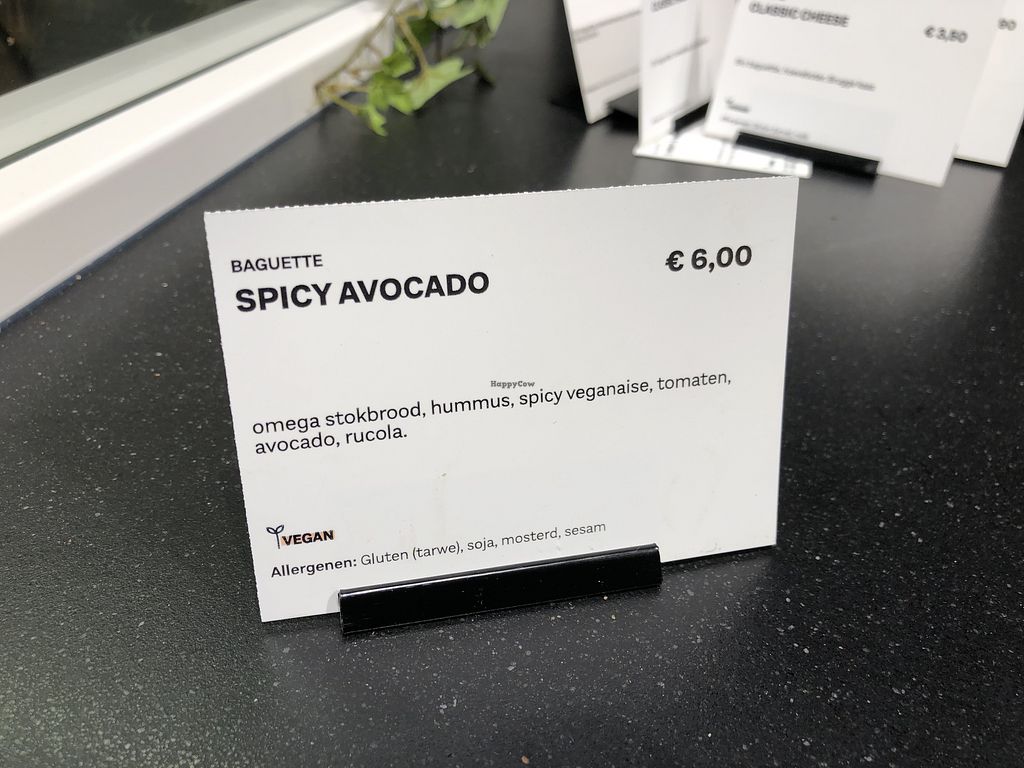 CLASSIC CHEESE
€ 3,50
BAGUETTE
SPICY AVOCADO
€ 6,00
HappyCow
omega stokbrood, hummus, spicy veganaise, tomaten,
avocado, rucola.
VEGAN
Allergenen: Gluten (tarwe), soja, mosterd, sesam